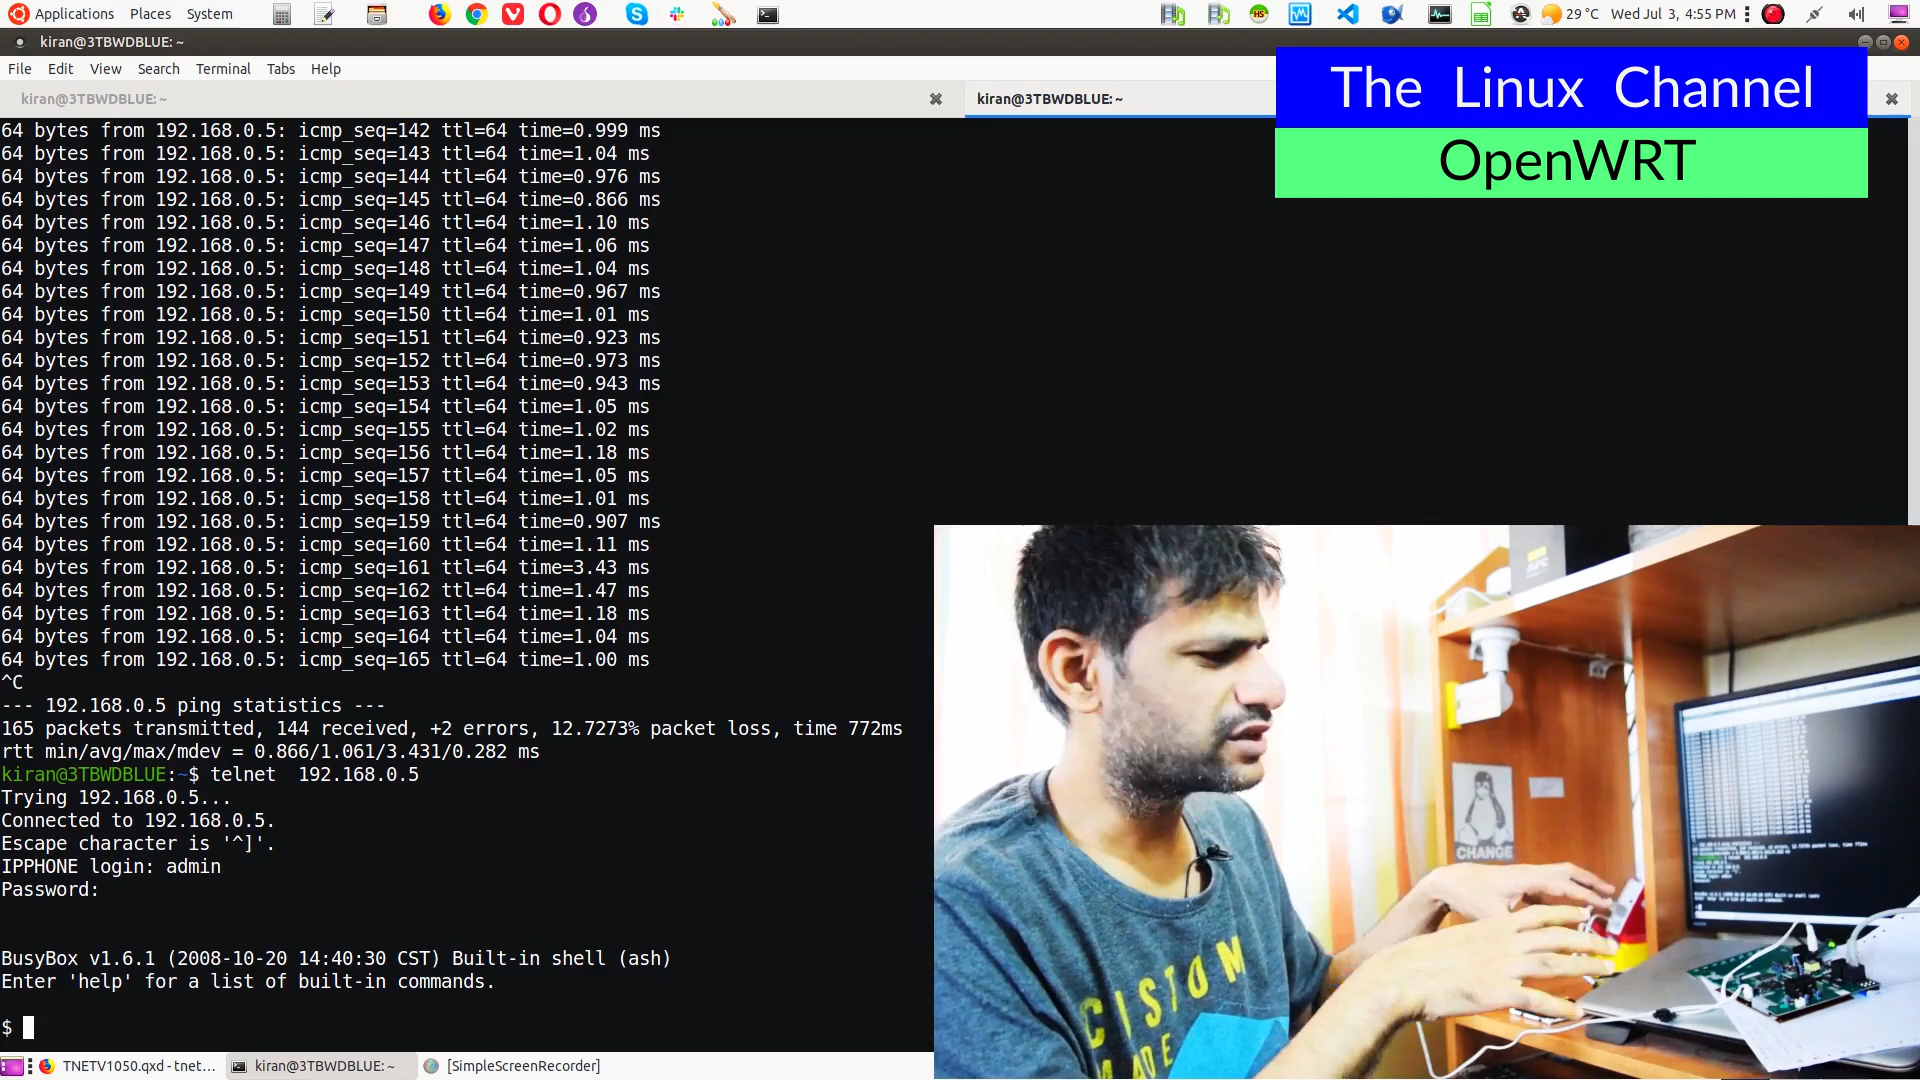 Applications Places System 29 °C Wed Jul 3, 4:55 PM
kiran@3TBWDBLUE: ~
File Edit View Search Terminal Tabs Help
kiran@3TBWDBLUE: ~
kiran@3TBWDBLUE: ~
The Linux Channel
OpenWRT
64 bytes from 192.168.0.5: icmp_seq=142 ttl=64 time=0.999 ms
64 bytes from 192.168.0.5: icmp_seq=143 ttl=64 time=1.04 ms
64 bytes from 192.168.0.5: icmp_seq=144 ttl=64 time=0.976 ms
64 bytes from 192.168.0.5: icmp_seq=145 ttl=64 time=0.866 ms
64 bytes from 192.168.0.5: icmp_seq=146 ttl=64 time=1.10 ms
64 bytes from 192.168.0.5: icmp_seq=147 ttl=64 time=1.06 ms
64 bytes from 192.168.0.5: icmp_seq=148 ttl=64 time=1.04 ms
64 bytes from 192.168.0.5: icmp_seq=149 ttl=64 time=0.967 ms
64 bytes from 192.168.0.5: icmp_seq=150 ttl=64 time=1.01 ms
64 bytes from 192.168.0.5: icmp_seq=151 ttl=64 time=0.923 ms
64 bytes from 192.168.0.5: icmp_seq=152 ttl=64 time=0.973 ms
64 bytes from 192.168.0.5: icmp_seq=153 ttl=64 time=0.943 ms
64 bytes from 192.168.0.5: icmp_seq=154 ttl=64 time=1.05 ms
64 bytes from 192.168.0.5: icmp_seq=155 ttl=64 time=1.02 ms
64 bytes from 192.168.0.5: icmp_seq=156 ttl=64 time=1.18 ms
64 bytes from 192.168.0.5: icmp_seq=157 ttl=64 time=1.05 ms
64 bytes from 192.168.0.5: icmp_seq=158 ttl=64 time=1.01 ms
64 bytes from 192.168.0.5: icmp_seq=159 ttl=64 time=0.907 ms
64 bytes from 192.168.0.5: icmp_seq=160 ttl=64 time=1.11 ms
64 bytes from 192.168.0.5: icmp_seq=161 ttl=64 time=3.43 ms
64 bytes from 192.168.0.5: icmp_seq=162 ttl=64 time=1.47 ms
64 bytes from 192.168.0.5: icmp_seq=163 ttl=64 time=1.18 ms
64 bytes from 192.168.0.5: icmp_seq=164 ttl=64 time=1.04 ms
64 bytes from 192.168.0.5: icmp_seq=165 ttl=64 time=1.00 ms
^C
--- 192.168.0.5 ping statistics ---
165 packets transmitted, 144 received, +2 errors, 12.7273% packet loss, time 772ms
rtt min/avg/max/mdev = 0.866/1.061/3.431/0.282 ms
kiran@3TBWDBLUE:~$ telnet  192.168.0.5
Trying 192.168.0.5...
Connected to 192.168.0.5.
Escape character is '^]'.
IPPHONE login: admin
Password:
BusyBox v1.6.1 (2008-10-20 14:40:30 CST) Built-in shell (ash)
Enter 'help' for a list of built-in commands.
$
APC
CHANGE
CUSTOM
MADE
TNETV1050.qxd - tnet... kiran@3TBWDBLUE: ~ [SimpleScreenRecorder]